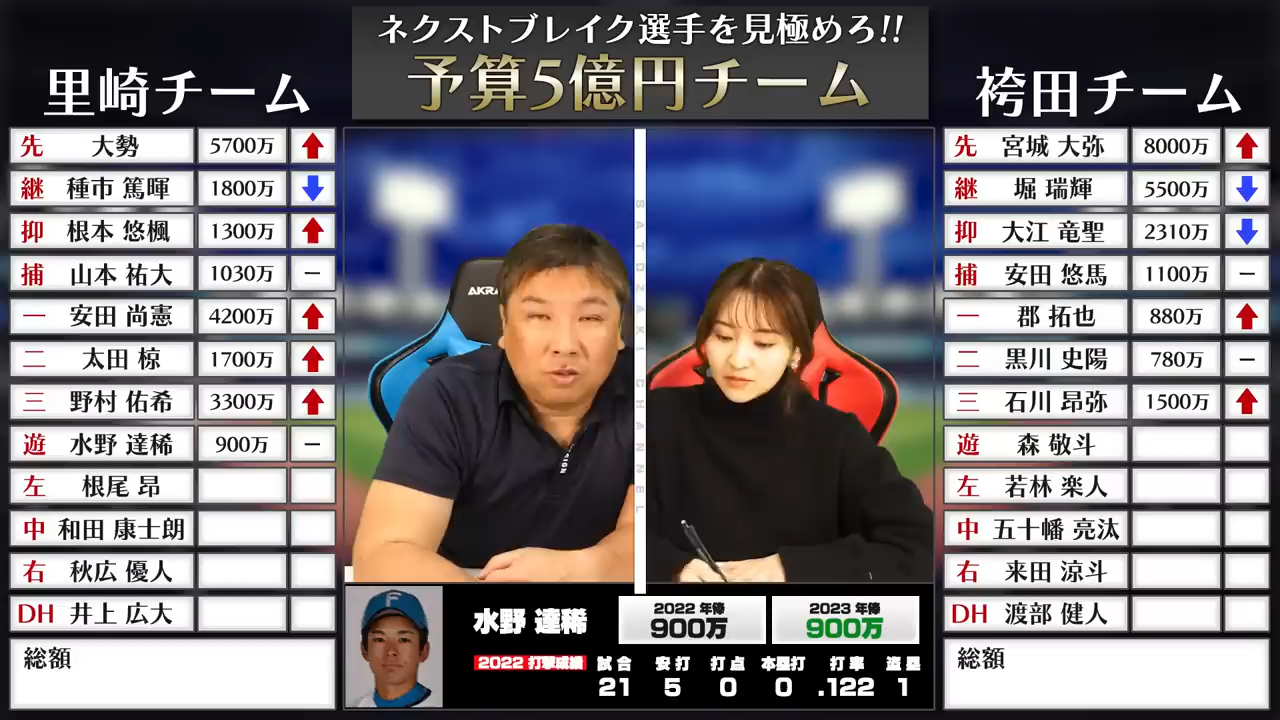 ネクストブレイク選手を見極めろ!!
予算5億円チーム
里崎チーム
先 大勢 5700万
継 種市 篤暉 1800万
抑 根本 悠楓 1300万
捕 山本 祐大 1030万 −
一 安田 尚憲 4200万
二 太田 椋 1700万
三 野村 佑希 3300万
遊 水野 達稀 900万 −
左 根尾 昂
中 和田 康士朗
右 秋広 優人
DH 井上 広大
総額
AKRA
SATOZAKI CHANNEL
袴田チーム
先 宮城 大弥 8000万
継 堀 瑞輝 5500万
抑 大江 竜聖 2310万
捕 安田 悠馬 1100万 −
一 郡 拓也 880万
二 黒川 史陽 780万 −
三 石川 昂弥 1500万
遊 森 敬斗
左 若林 楽人
中 五十幡 亮汰
右 来田 涼斗
DH 渡部 健人
総額
F
水野 達稀
2022 年俸
900万
2023 年俸
900万
2022 打撃成績 試合 安打 打点 本塁打 打率 盗塁
21 5 0 0 .122 1